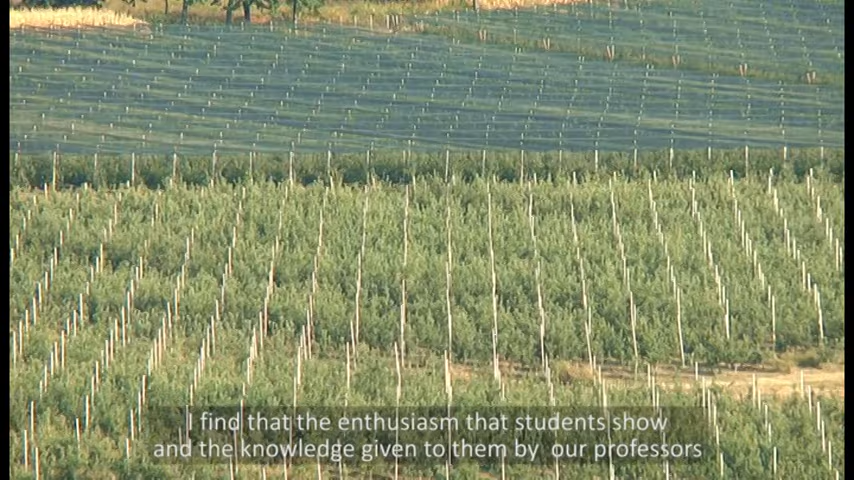 I find that the enthusiasm that students show
and the knowledge given to them by our professors